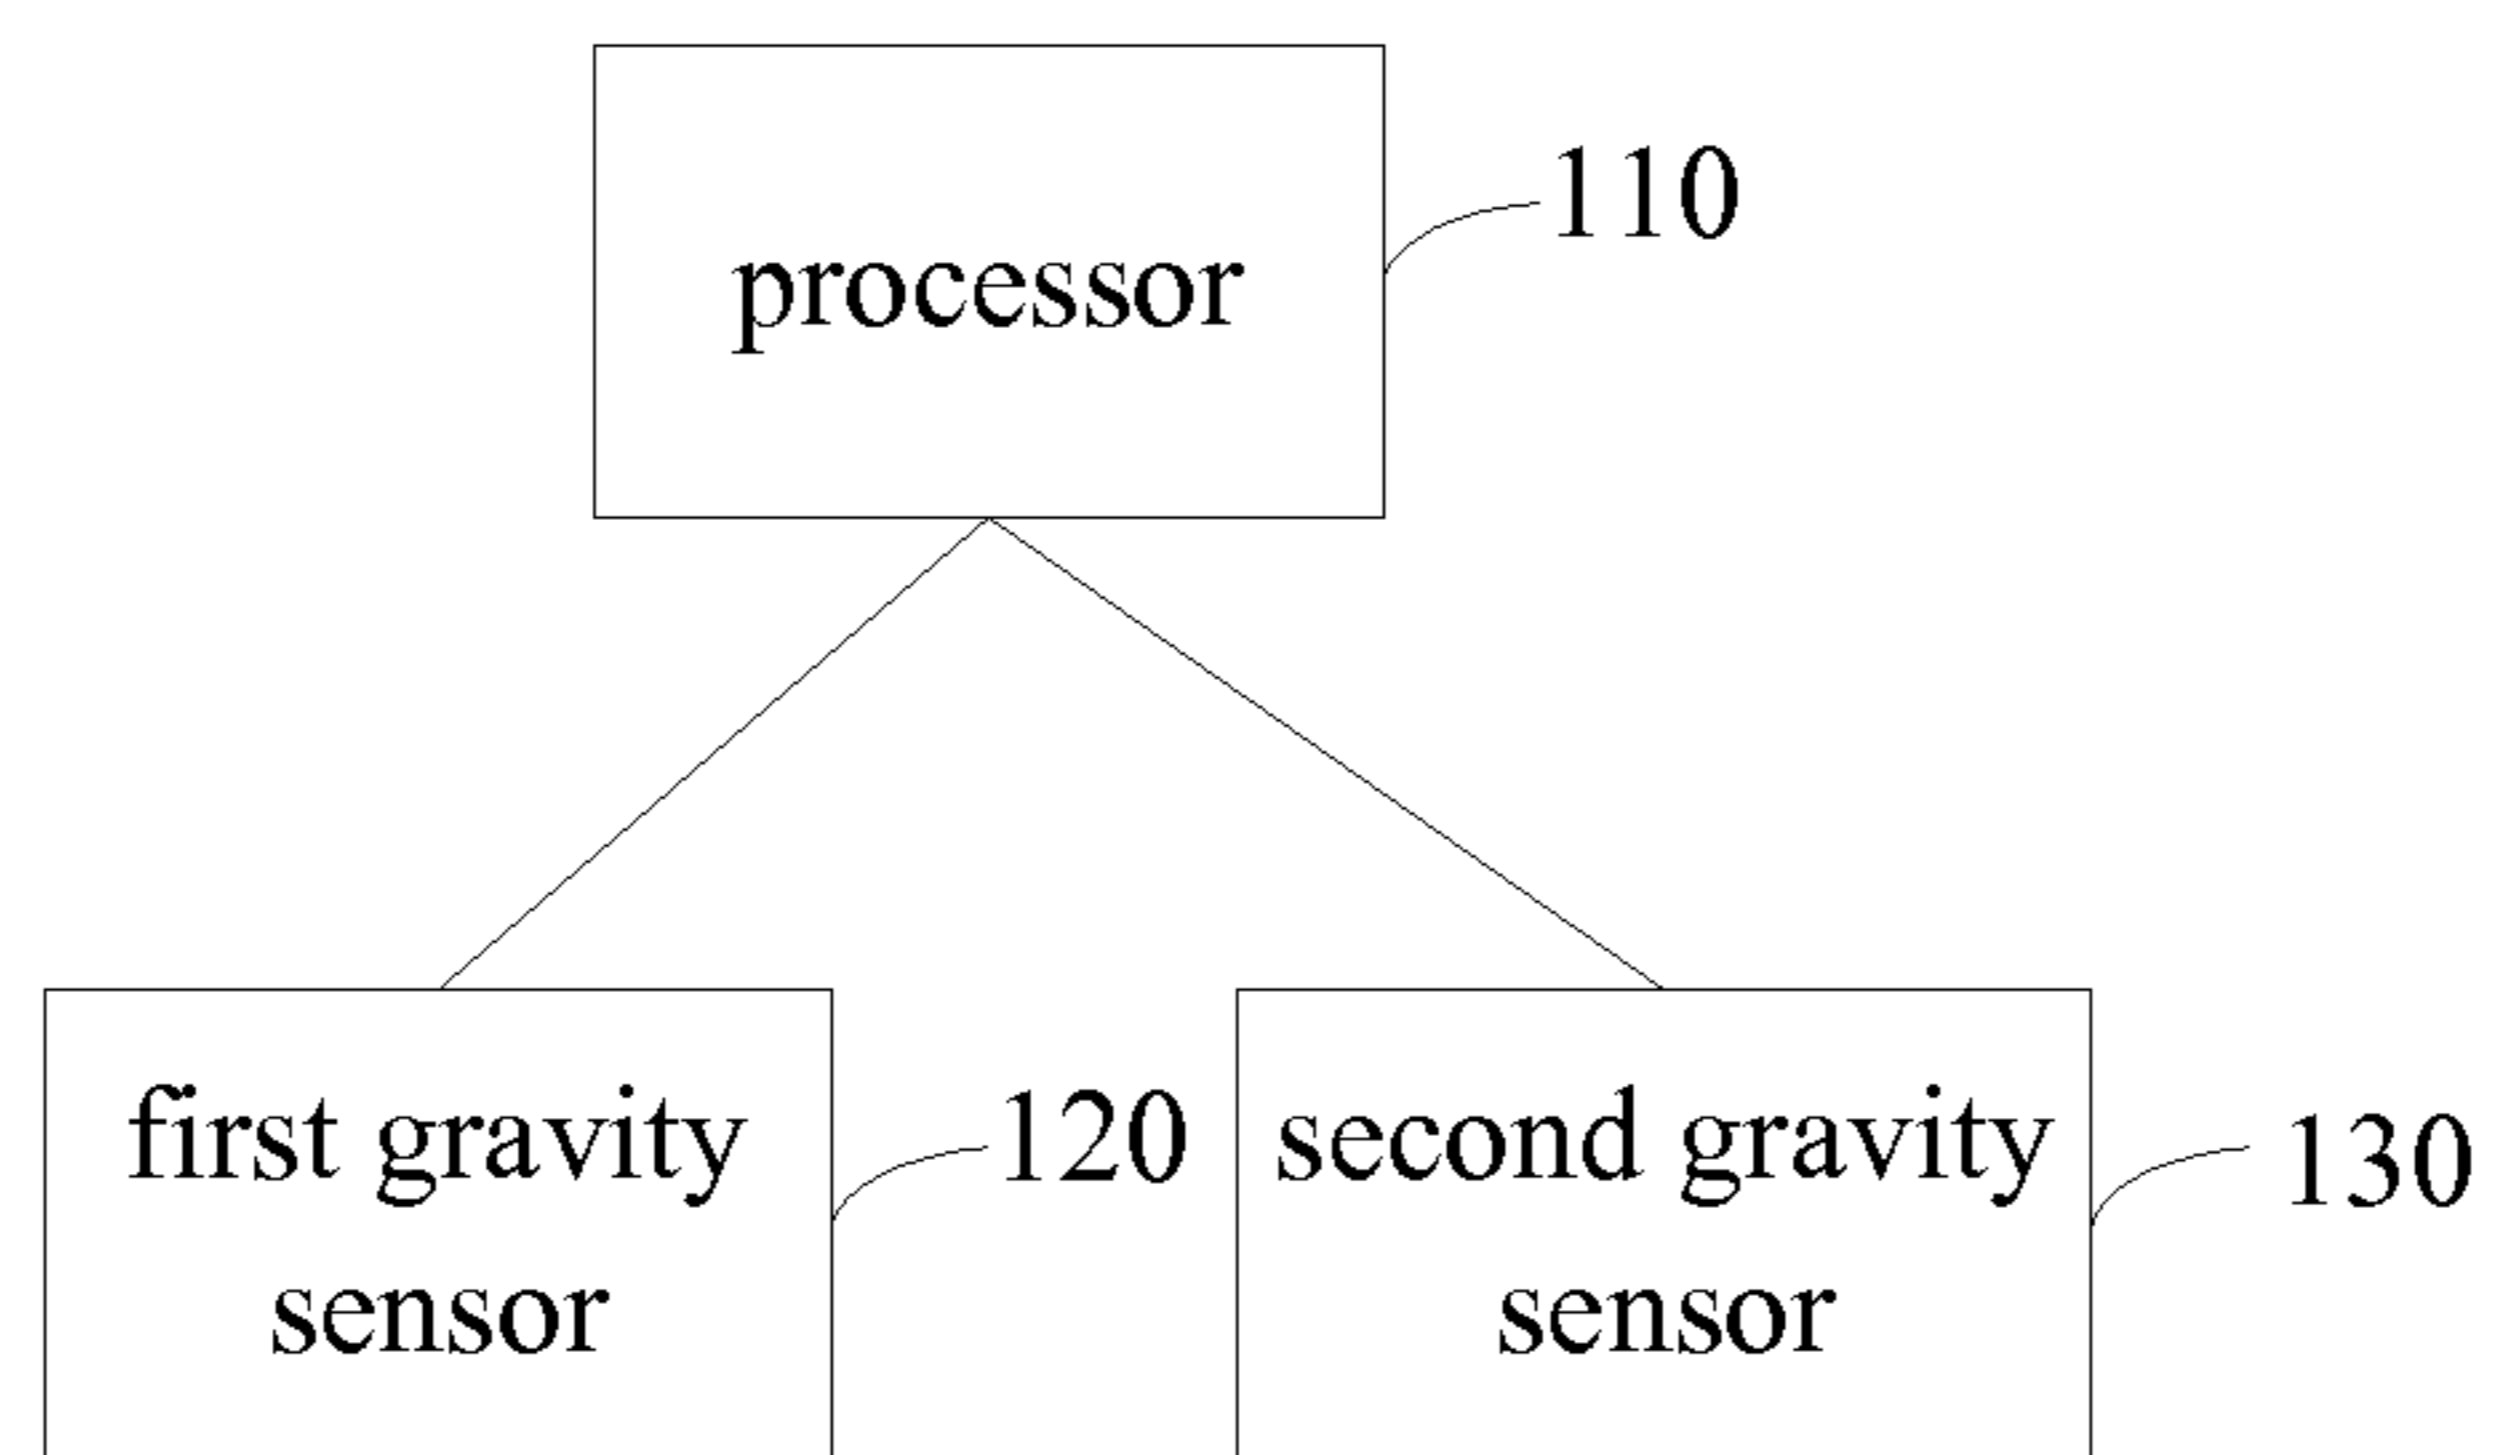 110
processor
first gravity
sensor
120
second gravity
sensor
130